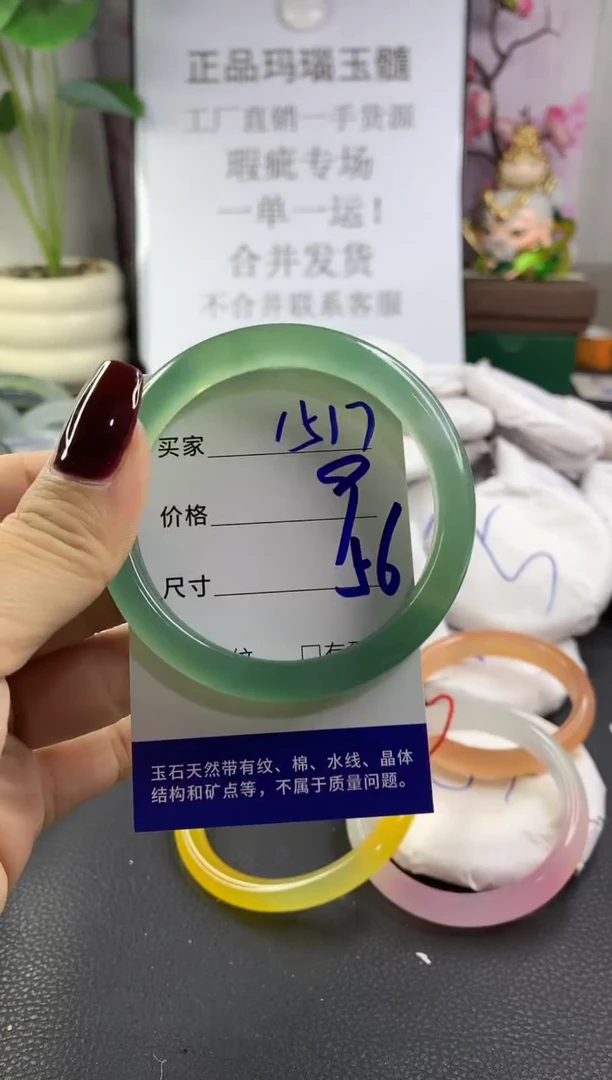 正品玛瑙玉髓
工厂直销一手货源
瑕疵专场
一单一运！
合并发货
不合并联系客服
买家 1517
价格
尺寸 56
纹 □有
玉石天然带有纹、棉、水线、晶体
结构和矿点等，不属于质量问题。